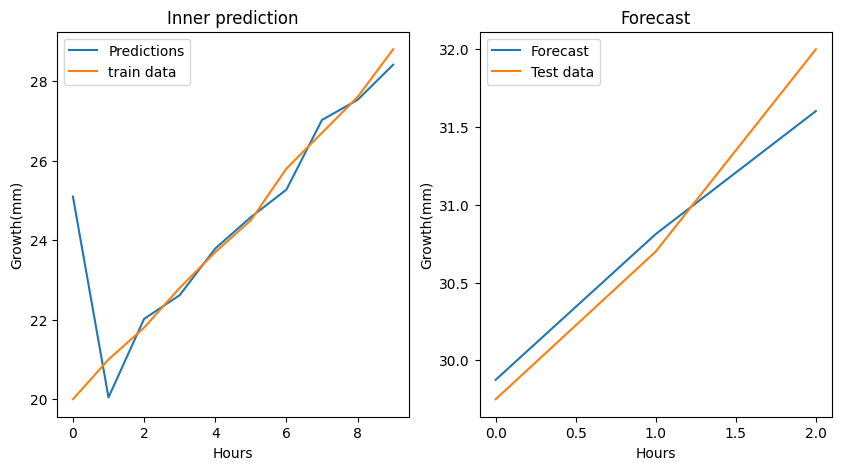 Inner prediction
Predictions
train data
28
26
24
22
20
Growth(mm)
0
2
4
6
8
Hours
Forecast
Forecast
Test data
32.0
31.5
31.0
30.5
30.0
Growth(mm)
0.0
0.5
1.0
1.5
2.0
Hours